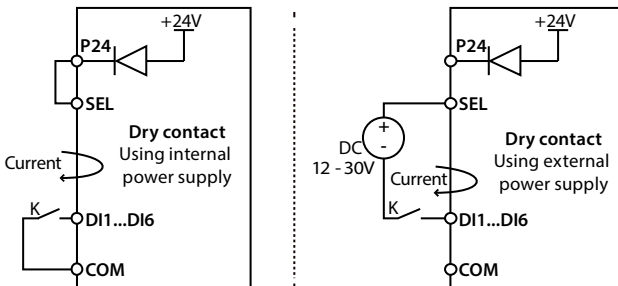 +24V
P24
SEL
Dry contact
Using internal
power supply
Current
K
DI1...DI6
COM
+24V
P24
SEL
+
-
DC
12 - 30V
Dry contact
Using external
power supply
Current
K
DI1...DI6
COM